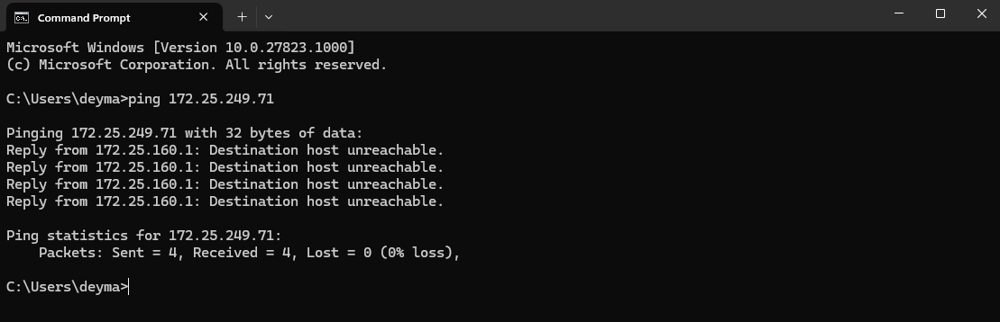 Command Prompt
Microsoft Windows [Version 10.0.27823.1000]
(c) Microsoft Corporation. All rights reserved.
C:\Users\deyma>ping 172.25.249.71
Pinging 172.25.249.71 with 32 bytes of data:
Reply from 172.25.160.1: Destination host unreachable.
Reply from 172.25.160.1: Destination host unreachable.
Reply from 172.25.160.1: Destination host unreachable.
Reply from 172.25.160.1: Destination host unreachable.
Ping statistics for 172.25.249.71:
    Packets: Sent = 4, Received = 4, Lost = 0 (0% loss),
C:\Users\deyma>